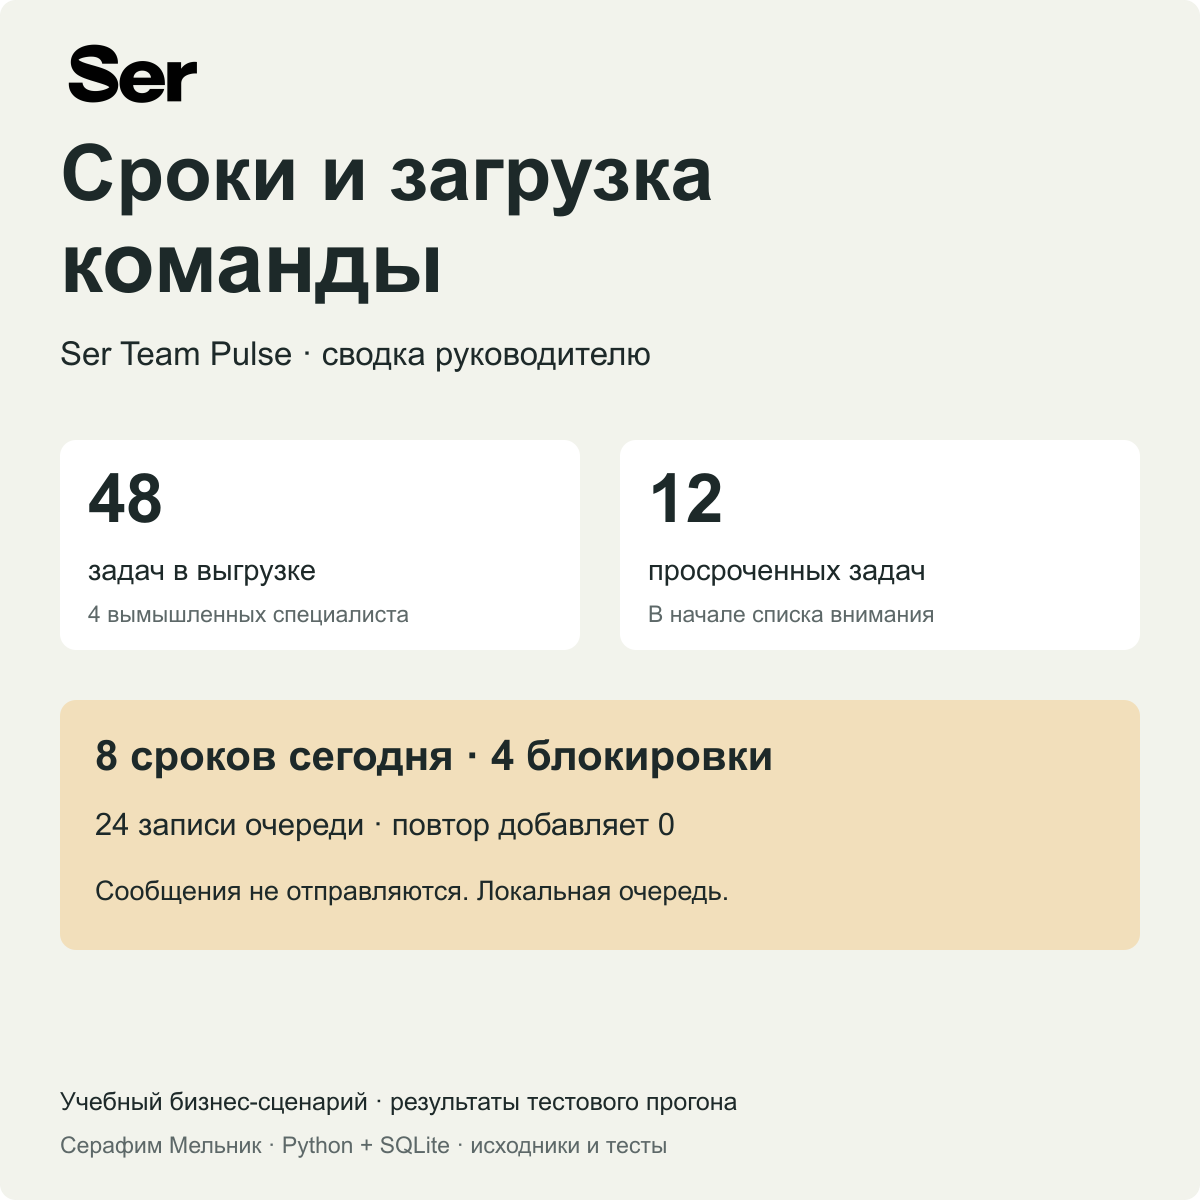 Ser
Сроки и загрузка
команды
Ser Team Pulse · сводка руководителю
48
задач в выгрузке
4 вымышленных специалиста
12
просроченных задач
В начале списка внимания
8 сроков сегодня · 4 блокировки
24 записи очереди · повтор добавляет 0
Сообщения не отправляются. Локальная очередь.
Учебный бизнес-сценарий · результаты тестового прогона
Серафим Мельник · Python + SQLite · исходники и тесты